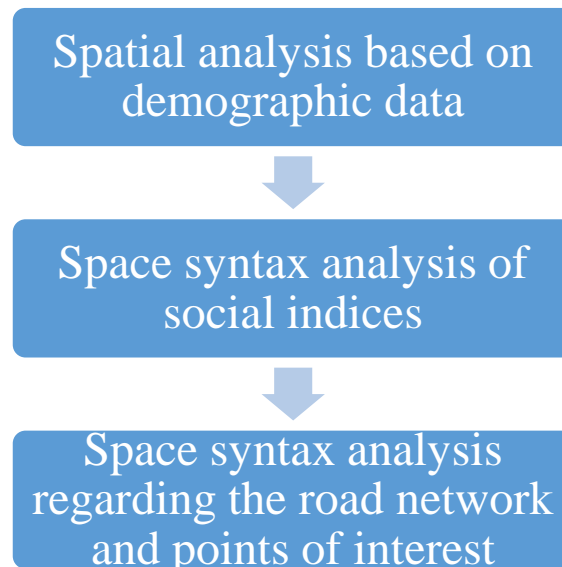 Spatial analysis based on
demographic data
Space syntax analysis of
social indices
Space syntax analysis
regarding the road network
and points of interest